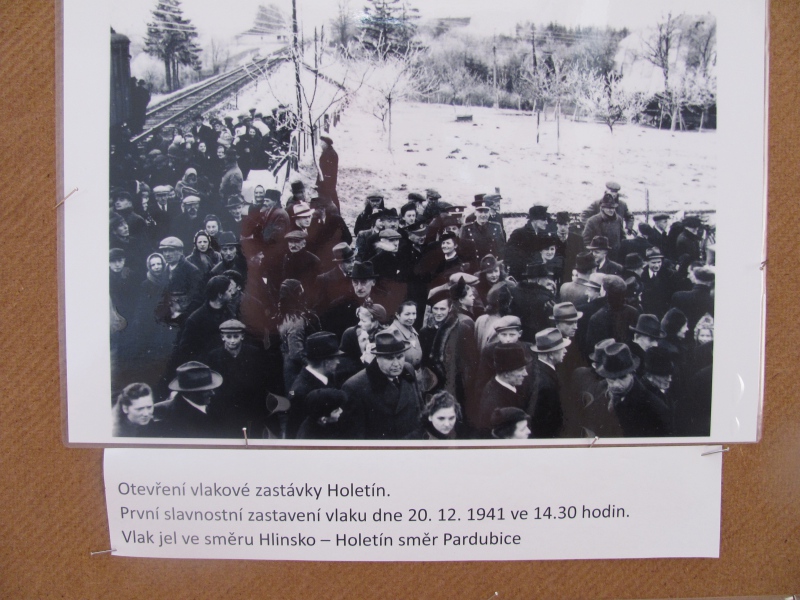 Otevření vlakové zastávky Holetín.
První slavnostní zastavení vlaku dne 20. 12. 1941 ve 14.30 hodin.
Vlak jel ve směru Hlinsko – Holetín směr Pardubice